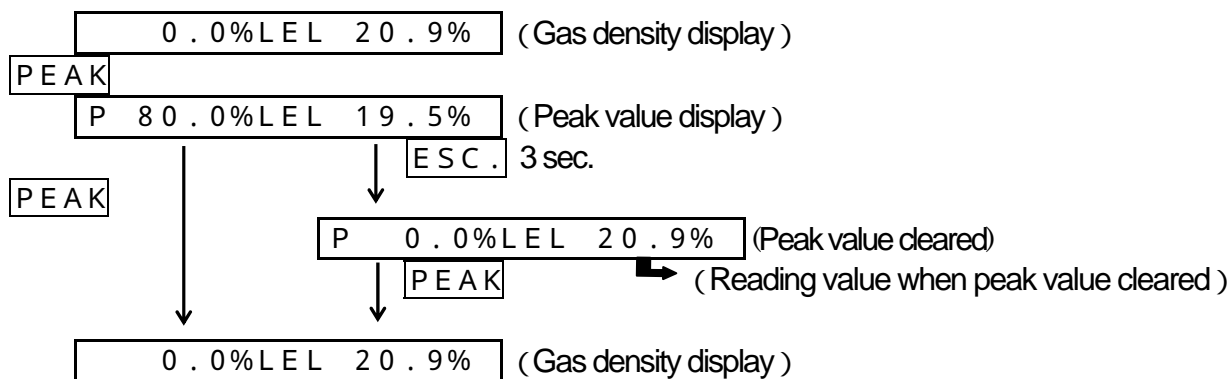 0.0%LEL 20.9% (Gas density display)
PEAK
P 80.0%LEL 19.5% (Peak value display)
ESC. 3 sec.
PEAK
P 0.0%LEL 20.9% (Peak value cleared)
PEAK (Reading value when peak value cleared)
0.0%LEL 20.9% (Gas density display)